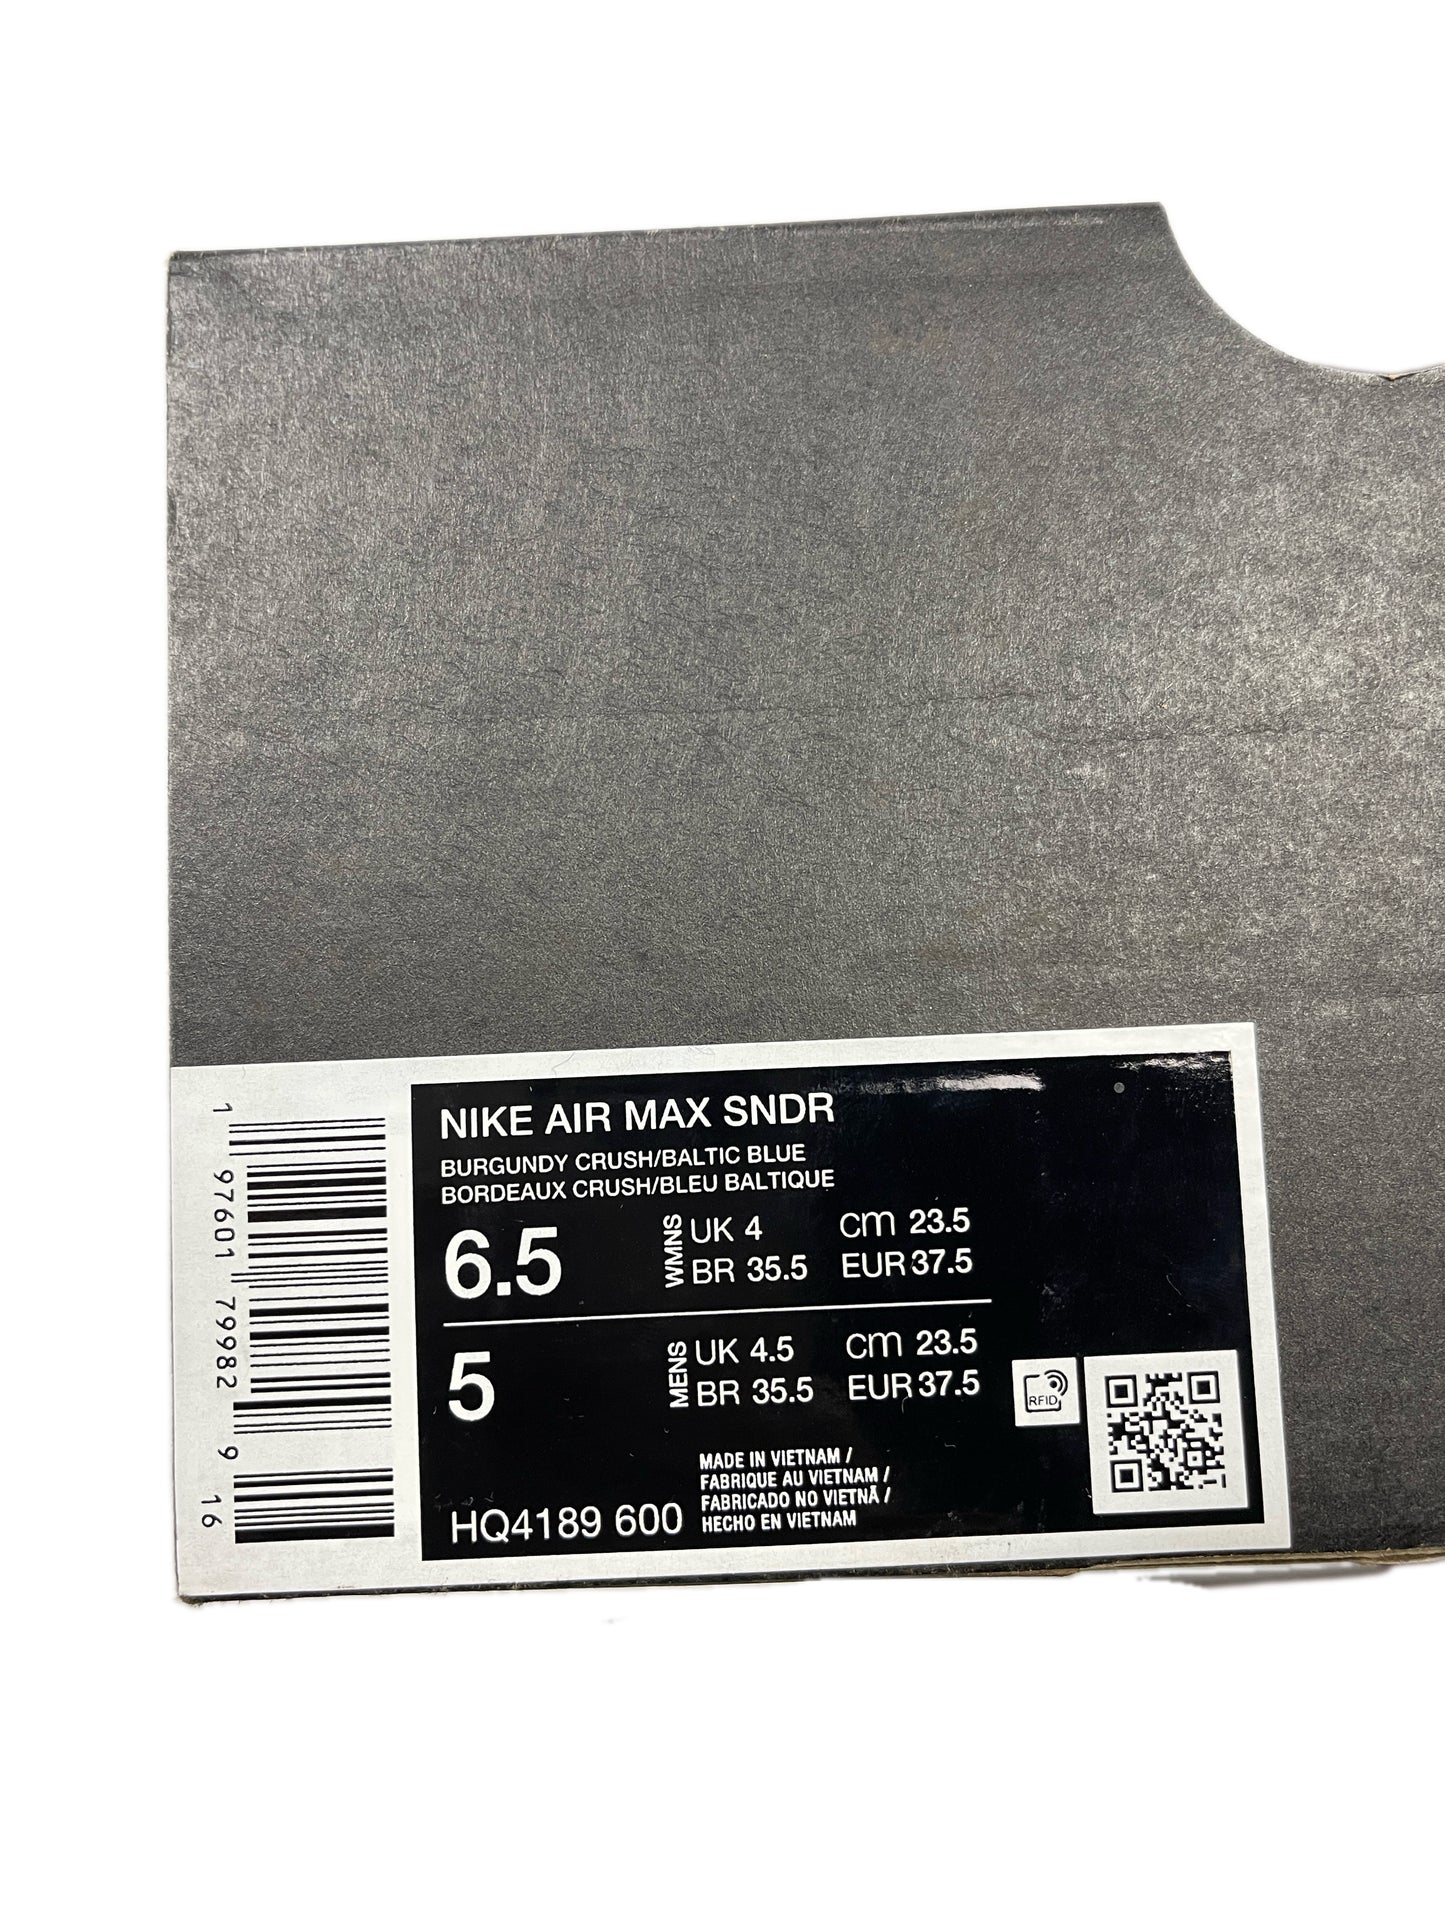 NIKE AIR MAX SNDR
BURGUNDY CRUSH/BALTIC BLUE
BORDEAUX CRUSH/BLEU BALTIQUE
6.5 WMNS UK 4 cm 23.5
BR 35.5 EUR 37.5
5 MENS UK 4.5 cm 23.5
BR 35.5 EUR 37.5
RFID
MADE IN VIETNAM /
FABRIQUE AU VIETNAM /
FABRICADO NO VIETNÃ /
HECHO EN VIETNAM
HQ4189 600
1 97601 79982 9 16